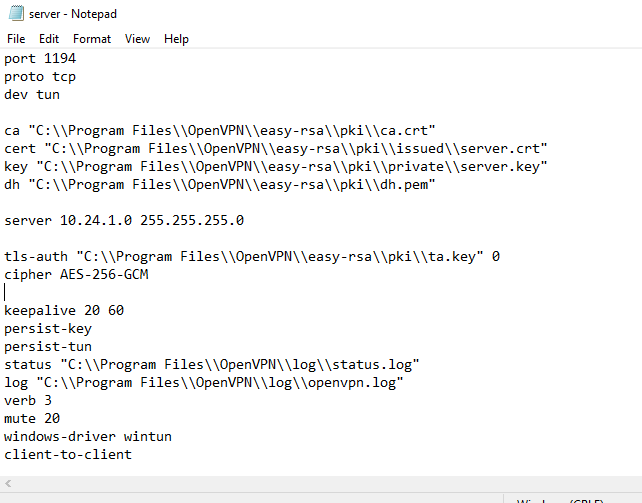 server - Notepad
File Edit Format View Help
port 1194
proto tcp
dev tun
ca "C:\\Program Files\\OpenVPN\\easy-rsa\\pki\\ca.crt"
cert "C:\\Program Files\\OpenVPN\\easy-rsa\\pki\\issued\\server.crt"
key "C:\\Program Files\\OpenVPN\\easy-rsa\\pki\\private\\server.key"
dh "C:\\Program Files\\OpenVPN\\easy-rsa\\pki\\dh.pem"
server 10.24.1.0 255.255.255.0
tls-auth "C:\\Program Files\\OpenVPN\\easy-rsa\\pki\\ta.key" 0
cipher AES-256-GCM
keepalive 20 60
persist-key
persist-tun
status "C:\\Program Files\\OpenVPN\\log\\status.log"
log "C:\\Program Files\\OpenVPN\\log\\openvpn.log"
verb 3
mute 20
windows-driver wintun
client-to-client